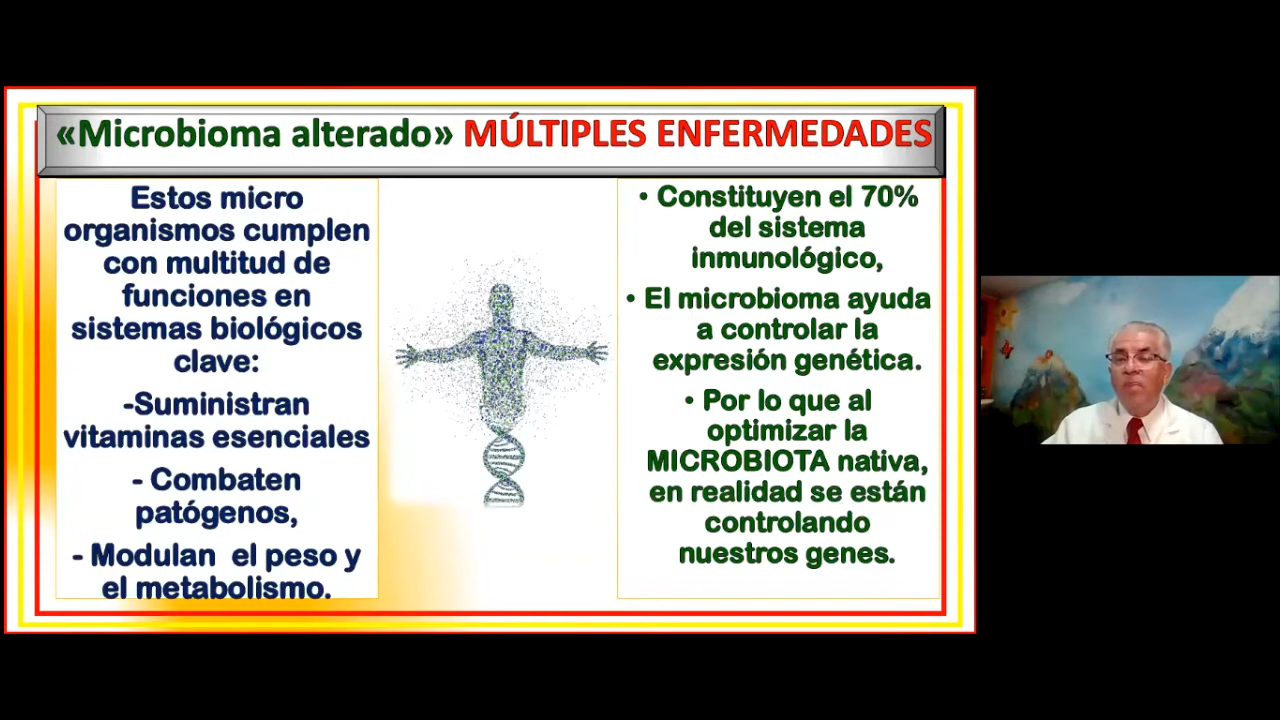 «Microbioma alterado» MÚLTIPLES ENFERMEDADES
Estos micro
organismos cumplen
con multitud de
funciones en
sistemas biológicos
clave:
-Suministran
vitaminas esenciales
- Combaten
patógenos,
- Modulan  el peso y
el metabolismo.
• Constituyen el 70%
del sistema
inmunológico,
• El microbioma ayuda
a controlar la
expresión genética.
• Por lo que al
optimizar la
MICROBIOTA nativa,
en realidad se están
controlando
nuestros genes.